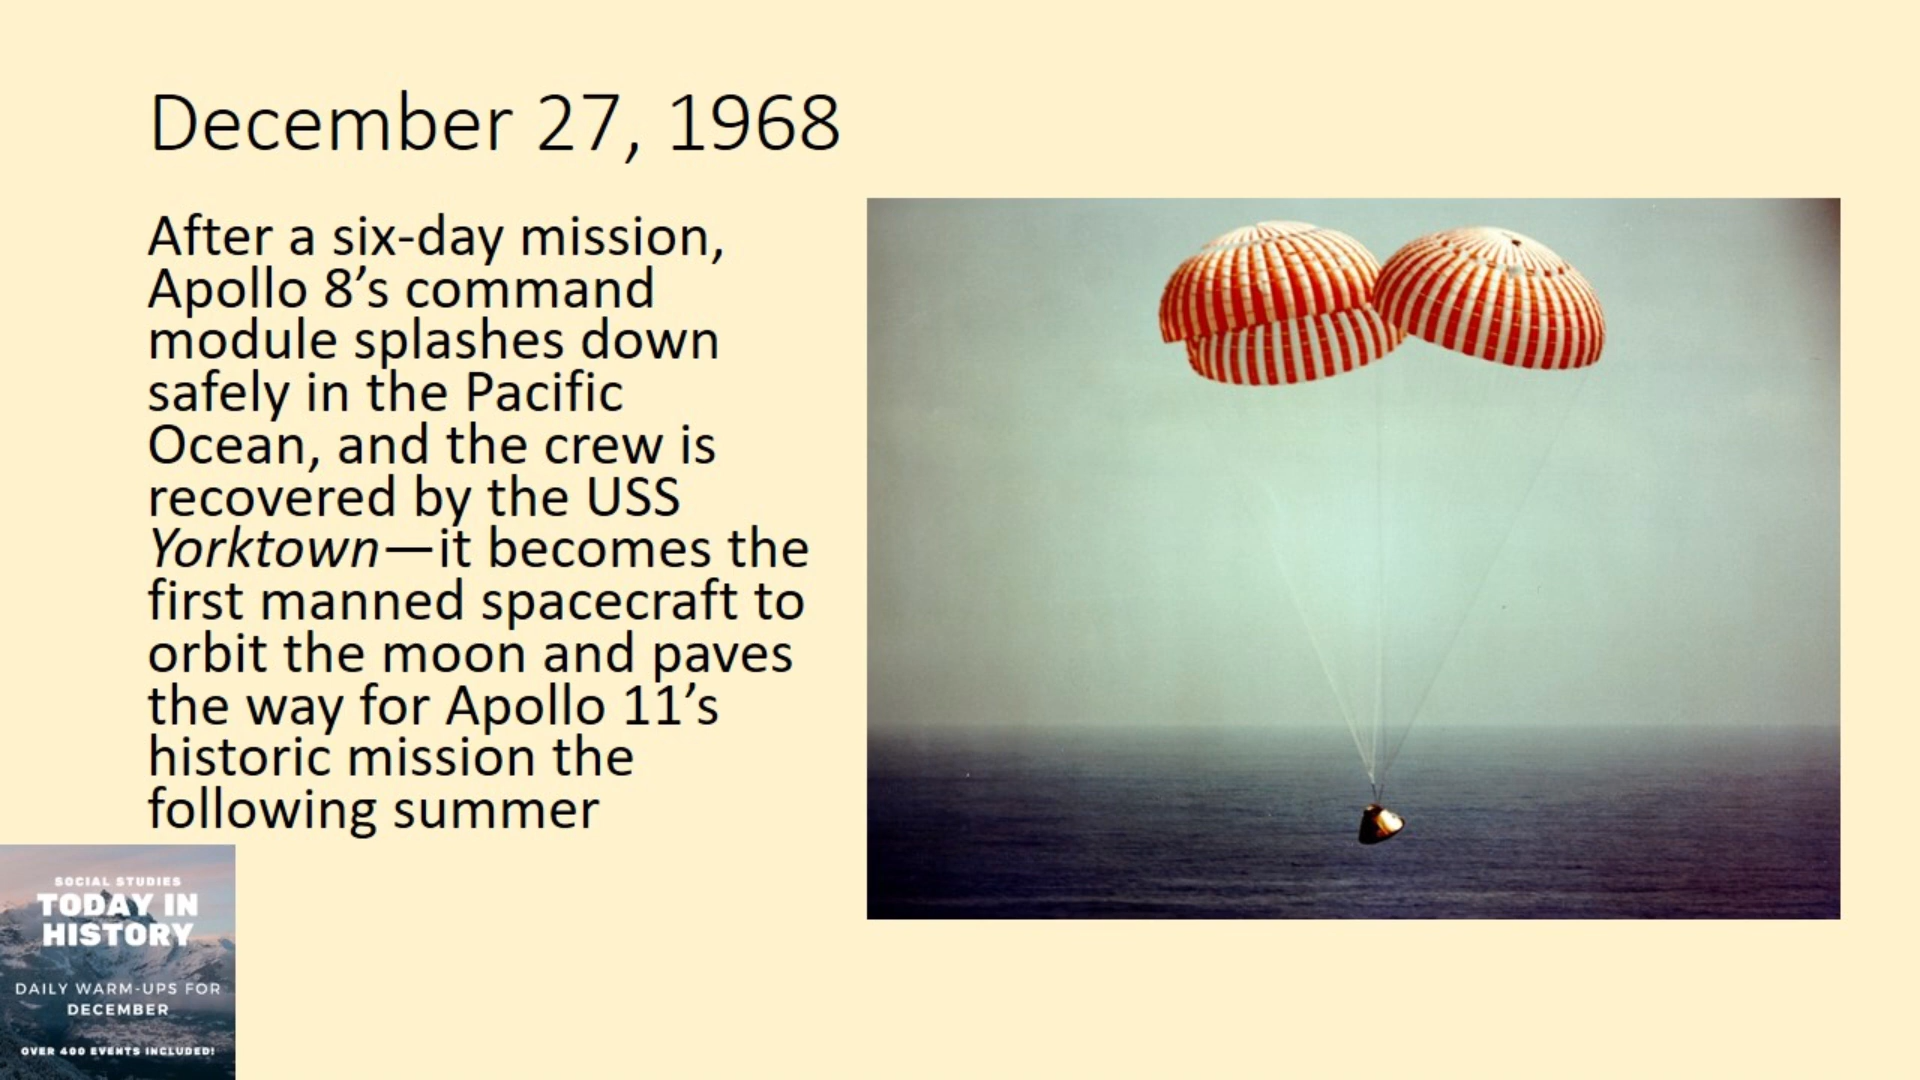 December 27, 1968
After a six-day mission,
Apollo 8’s command
module splashes down
safely in the Pacific
Ocean, and the crew is
recovered by the USS
Yorktown—it becomes the
first manned spacecraft to
orbit the moon and paves
the way for Apollo 11’s
historic mission the
following summer
SOCIAL STUDIES
TODAY IN
HISTORY
DAILY WARM-UPS FOR
DECEMBER
OVER 400 EVENTS INCLUDED!